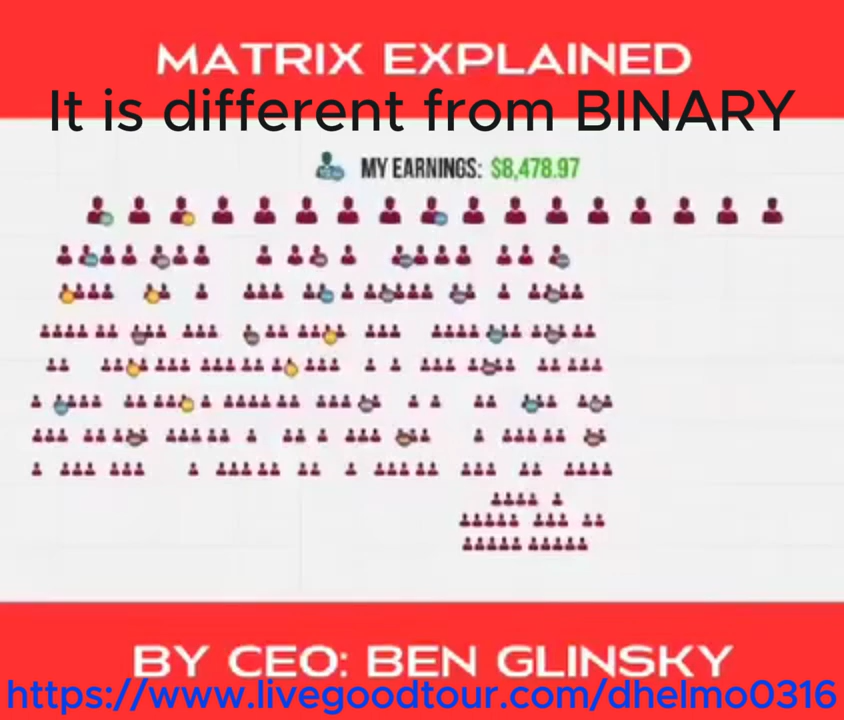 MATRIX EXPLAINED
It is different from BINARY
MY EARNINGS: $8,478.97
BY CEO: BEN GLINSKY
https://www.livegoodtour.com/dhelmo0316